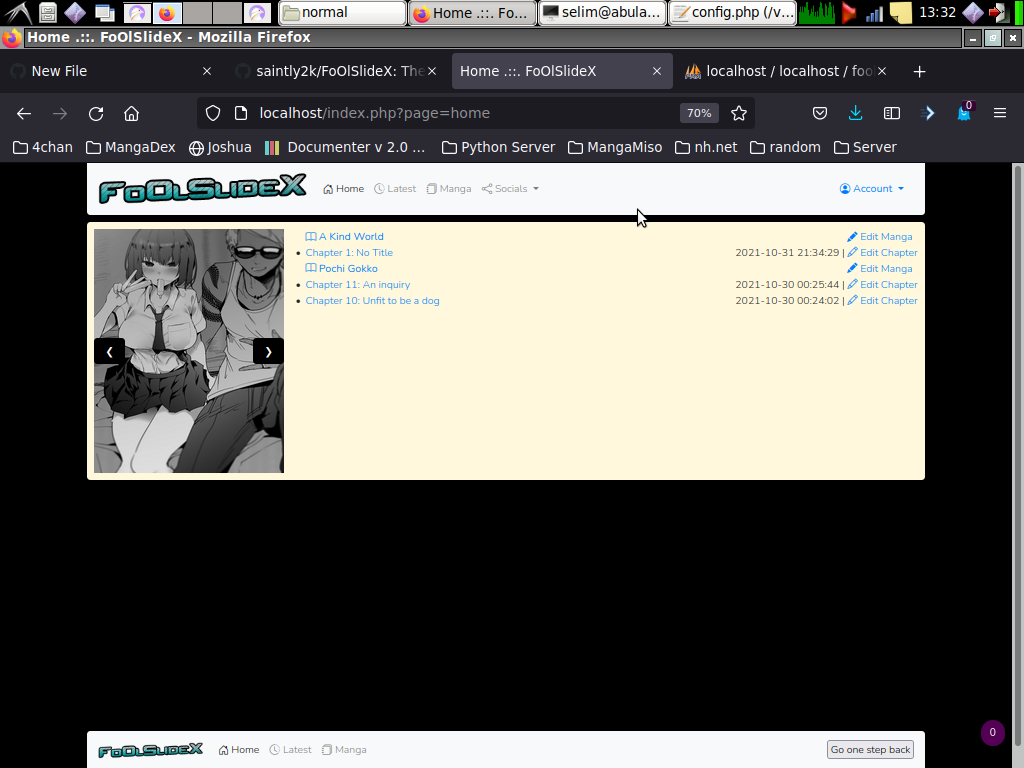 normal
Home .::. Fo...
selim@abula...
config.php (/v...
13:32
Home .::. FoOlSlideX - Mozilla Firefox
New File
saintly2k/FoOlSlideX: The
Home .::. FoOlSlideX
localhost / localhost / foo
localhost/index.php?page=home
70%
0
4chan
MangaDex
Joshua
Documenter v 2.0 ...
Python Server
MangaMiso
nh.net
random
Server
FoOlSlideX
Home
Latest
Manga
Socials
Account
A Kind World
Edit Manga
Chapter 1: No Title
2021-10-31 21:34:29 | Edit Chapter
Pochi Gokko
Edit Manga
Chapter 11: An inquiry
2021-10-30 00:25:44 | Edit Chapter
Chapter 10: Unfit to be a dog
2021-10-30 00:24:02 | Edit Chapter
FoOlSlideX
Home
Latest
Manga
Go one step back
0